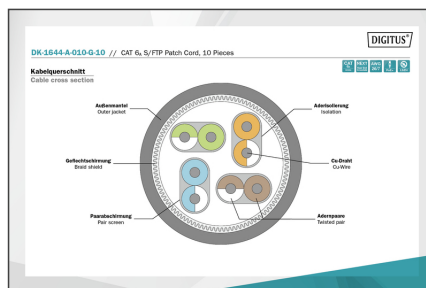 DIGITUS®
DK-1644-A-010-G-10 // CAT 6A S/FTP Patch Cord, 10 Pieces
Kabelquerschnitt
Cable cross section
Außenmantel
Outer jacket
Aderisolierung
Isolation
Geflechtschirmung
Braid shield
Cu-Draht
Cu-Wire
Paarabschirmung
Pair screen
Adernpaare
Twisted pair